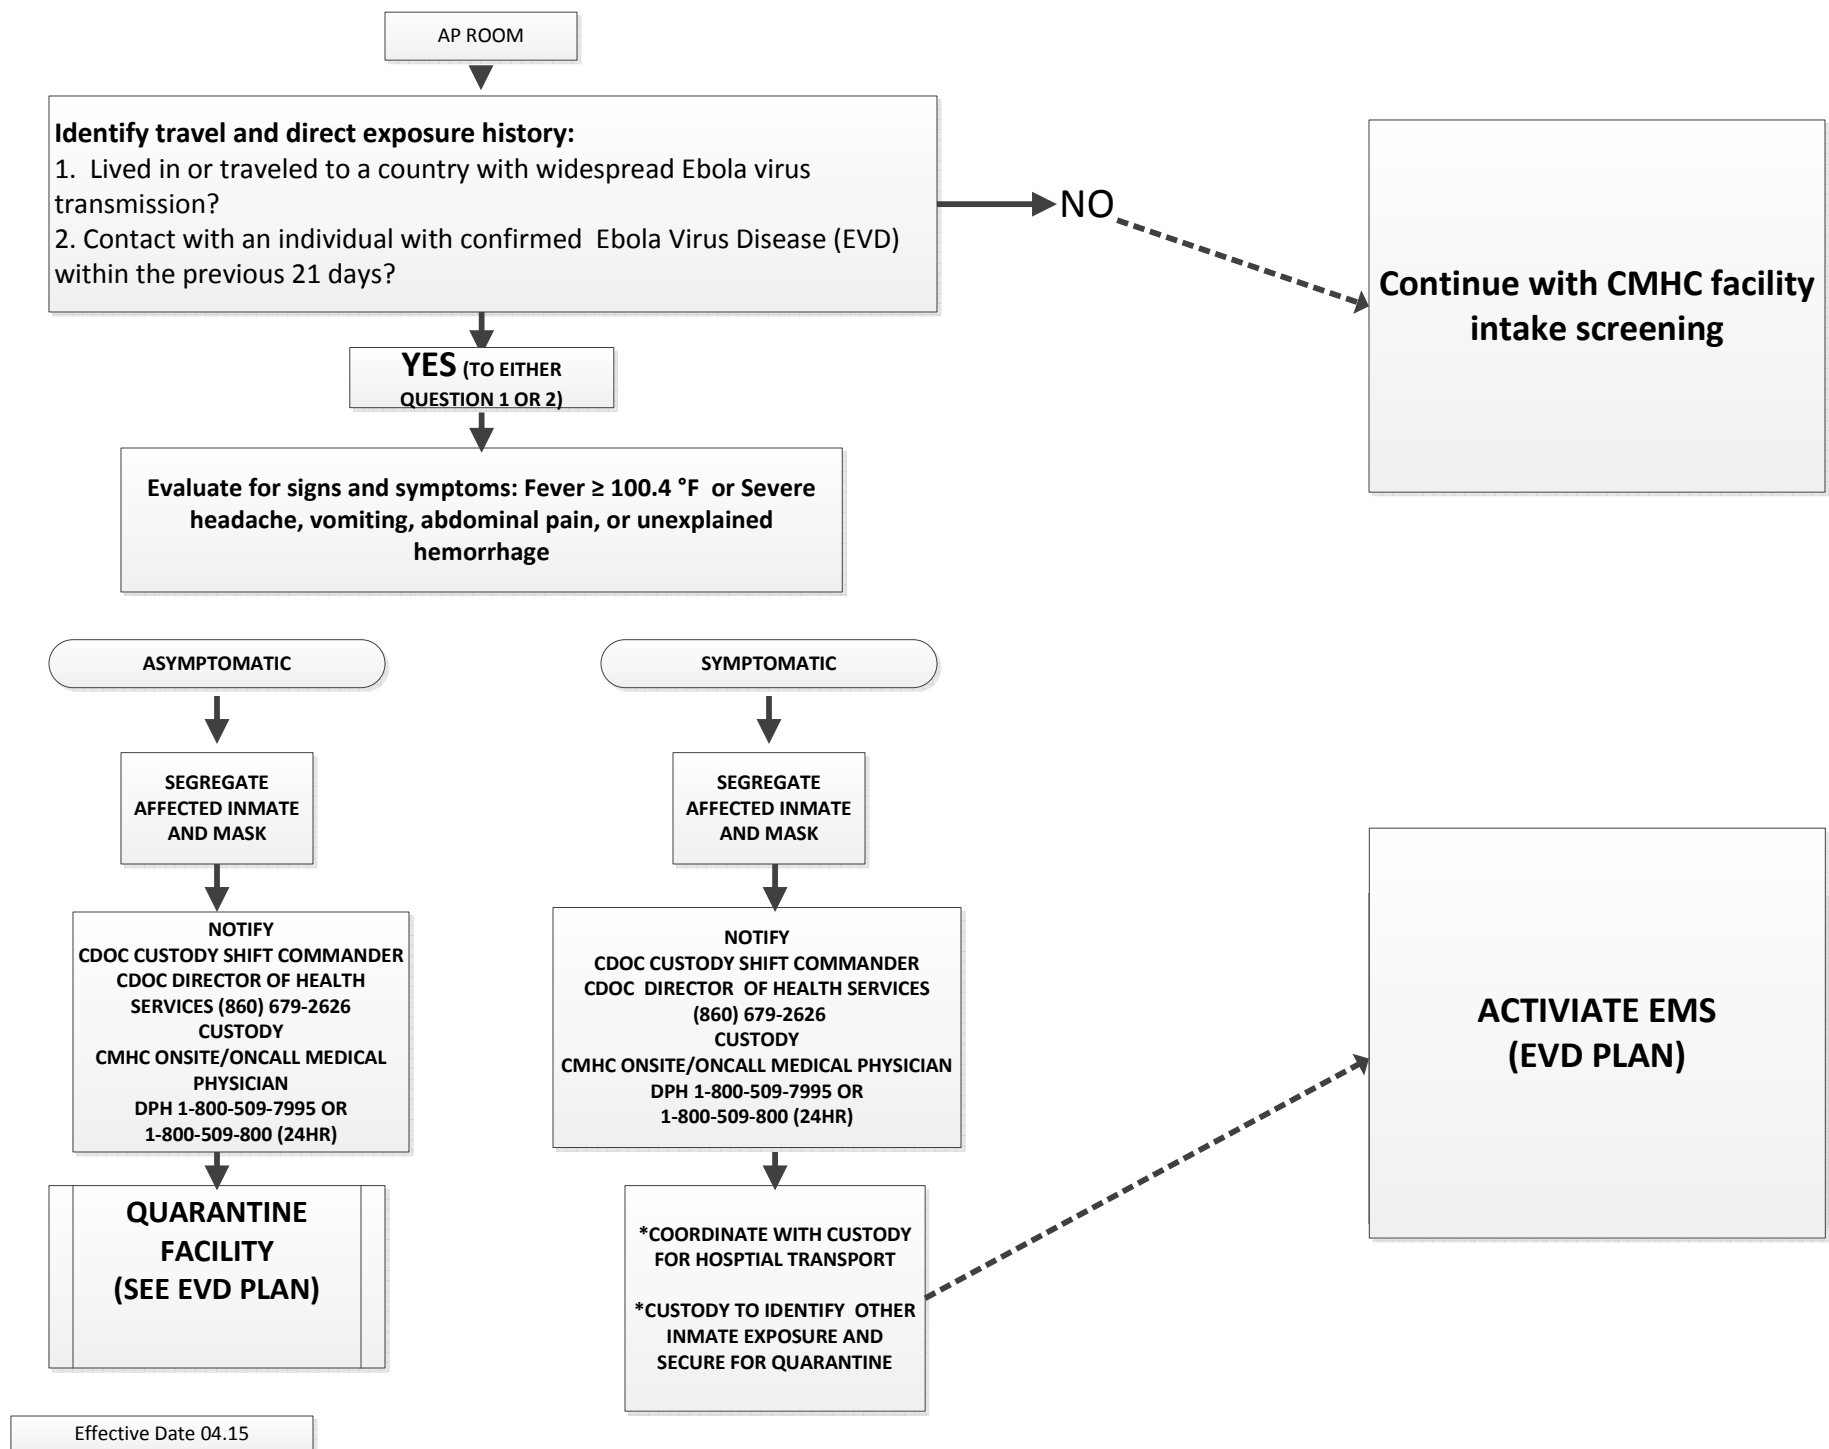 AP ROOM
Identify travel and direct exposure history:
1.  Lived in or traveled to a country with widespread Ebola virus
transmission?
2. Contact with an individual with confirmed  Ebola Virus Disease (EVD)
within the previous 21 days?
NO
Continue with CMHC facility
intake screening
YES (TO EITHER
QUESTION 1 OR 2)
Evaluate for signs and symptoms: Fever ≥ 100.4 °F  or Severe
headache, vomiting, abdominal pain, or unexplained
hemorrhage
ASYMPTOMATIC
SEGREGATE
AFFECTED INMATE
AND MASK
NOTIFY
CDOC CUSTODY SHIFT COMMANDER
CDOC DIRECTOR OF HEALTH
SERVICES (860) 679-2626
CUSTODY
CMHC ONSITE/ONCALL MEDICAL
PHYSICIAN
DPH 1-800-509-7995 OR
1-800-509-800 (24HR)
QUARANTINE
FACILITY
(SEE EVD PLAN)
SYMPTOMATIC
SEGREGATE
AFFECTED INMATE
AND MASK
NOTIFY
CDOC CUSTODY SHIFT COMMANDER
CDOC  DIRECTOR  OF HEALTH SERVICES
(860) 679-2626
CUSTODY
CMHC ONSITE/ONCALL MEDICAL PHYSICIAN
DPH 1-800-509-7995 OR
1-800-509-800 (24HR)
*COORDINATE WITH CUSTODY
FOR HOSPTIAL TRANSPORT
*CUSTODY TO IDENTIFY  OTHER
INMATE EXPOSURE AND
SECURE FOR QUARANTINE
ACTIVIATE EMS
(EVD PLAN)
Effective Date 04.15